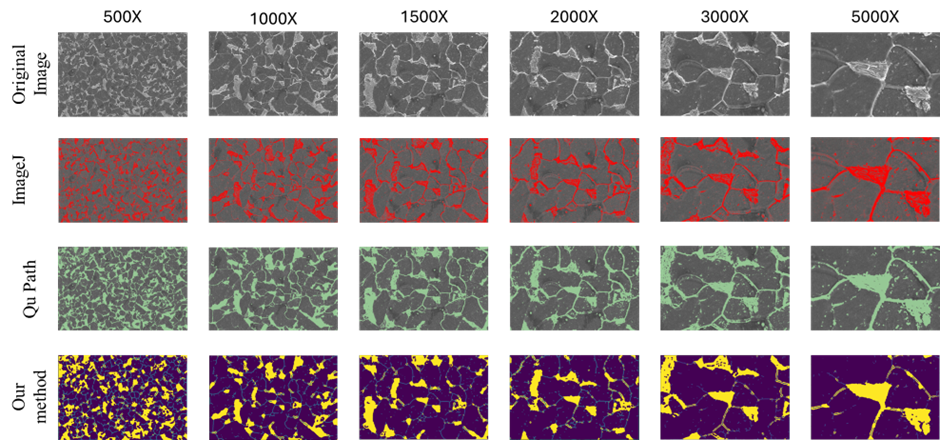 500X 1000X 1500X 2000X 3000X 5000X
Original
Image
ImageJ
Qu Path
Our
method